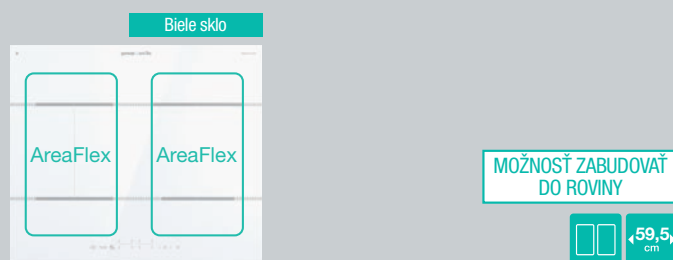 Biele sklo
AreaFlex
AreaFlex
MOŽNOSŤ ZABUDOVAŤ
DO ROVINY
59,5
cm